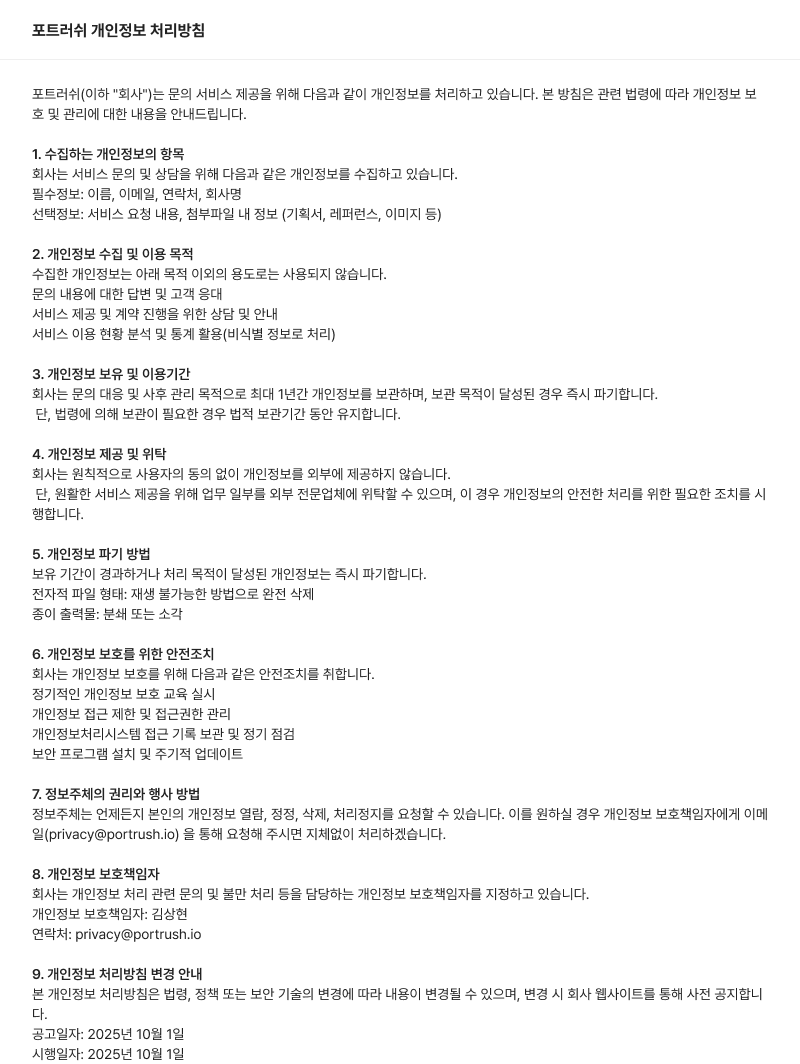 포트러쉬 개인정보 처리방침
포트러쉬(이하 "회사")는 문의 서비스 제공을 위해 다음과 같이 개인정보를 처리하고 있습니다. 본 방침은 관련 법령에 따라 개인정보 보
호 및 관리에 대한 내용을 안내드립니다.
1. 수집하는 개인정보의 항목
회사는 서비스 문의 및 상담을 위해 다음과 같은 개인정보를 수집하고 있습니다.
필수정보: 이름, 이메일, 연락처, 회사명
선택정보: 서비스 요청 내용, 첨부파일 내 정보 (기획서, 레퍼런스, 이미지 등)
2. 개인정보 수집 및 이용 목적
수집한 개인정보는 아래 목적 이외의 용도로는 사용되지 않습니다.
문의 내용에 대한 답변 및 고객 응대
서비스 제공 및 계약 진행을 위한 상담 및 안내
서비스 이용 현황 분석 및 통계 활용(비식별 정보로 처리)
3. 개인정보 보유 및 이용기간
회사는 문의 대응 및 사후 관리 목적으로 최대 1년간 개인정보를 보관하며, 보관 목적이 달성된 경우 즉시 파기합니다.
단, 법령에 의해 보관이 필요한 경우 법적 보관기간 동안 유지합니다.
4. 개인정보 제공 및 위탁
회사는 원칙적으로 사용자의 동의 없이 개인정보를 외부에 제공하지 않습니다.
단, 원활한 서비스 제공을 위해 업무 일부를 외부 전문업체에 위탁할 수 있으며, 이 경우 개인정보의 안전한 처리를 위한 필요한 조치를 시
행합니다.
5. 개인정보 파기 방법
보유 기간이 경과하거나 처리 목적이 달성된 개인정보는 즉시 파기합니다.
전자적 파일 형태: 재생 불가능한 방법으로 완전 삭제
종이 출력물: 분쇄 또는 소각
6. 개인정보 보호를 위한 안전조치
회사는 개인정보 보호를 위해 다음과 같은 안전조치를 취합니다.
정기적인 개인정보 보호 교육 실시
개인정보 접근 제한 및 접근권한 관리
개인정보처리시스템 접근 기록 보관 및 정기 점검
보안 프로그램 설치 및 주기적 업데이트
7. 정보주체의 권리와 행사 방법
정보주체는 언제든지 본인의 개인정보 열람, 정정, 삭제, 처리정지를 요청할 수 있습니다. 이를 원하실 경우 개인정보 보호책임자에게 이메
일(privacy@portrush.io) 을 통해 요청해 주시면 지체없이 처리하겠습니다.
8. 개인정보 보호책임자
회사는 개인정보 처리 관련 문의 및 불만 처리 등을 담당하는 개인정보 보호책임자를 지정하고 있습니다.
개인정보 보호책임자: 김상현
연락처: privacy@portrush.io
9. 개인정보 처리방침 변경 안내
본 개인정보 처리방침은 법령, 정책 또는 보안 기술의 변경에 따라 내용이 변경될 수 있으며, 변경 시 회사 웹사이트를 통해 사전 공지합니
다.
공고일자: 2025년 10월 1일
시행일자: 2025년 10월 1일